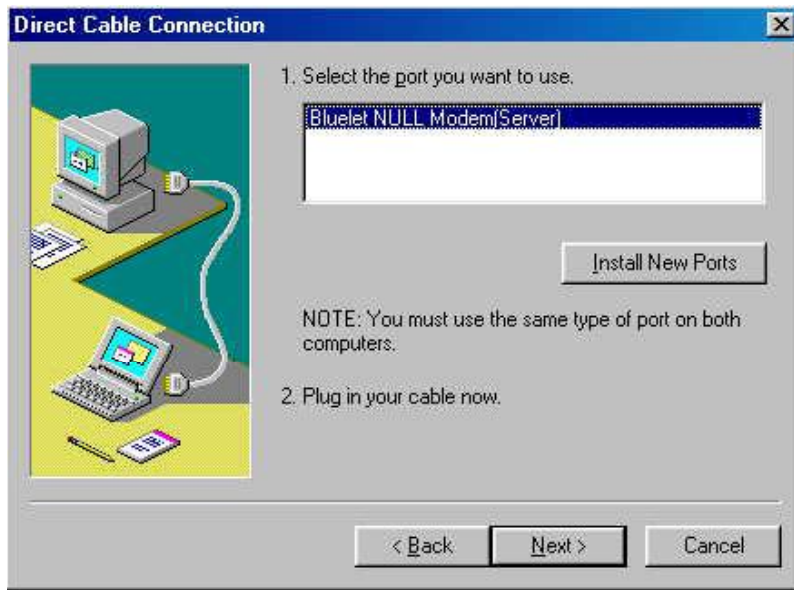 Direct Cable Connection
1. Select the port you want to use.
Bluelet NULL Modem(Server)
Install New Ports
NOTE: You must use the same type of port on both
computers.
2. Plug in your cable now.
< Back
Next >
Cancel